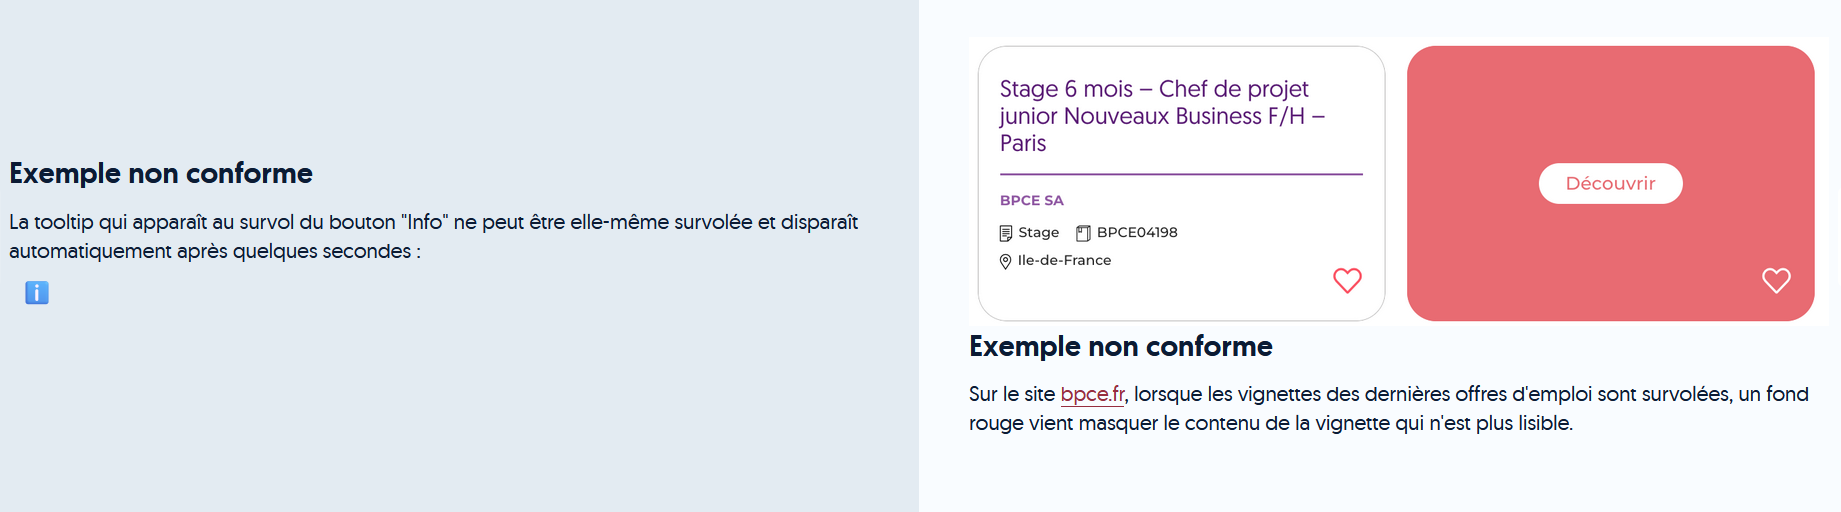 Exemple non conforme
La tooltip qui apparaît au survol du bouton "Info" ne peut être elle-même survolée et disparaît
automatiquement après quelques secondes :
i
Stage 6 mois – Chef de projet
junior Nouveaux Business F/H –
Paris
BPCE SA
Stage BPCE04198
Ile-de-France
Découvrir
Exemple non conforme
Sur le site bpce.fr, lorsque les vignettes des dernières offres d'emploi sont survolées, un fond
rouge vient masquer le contenu de la vignette qui n'est plus lisible.